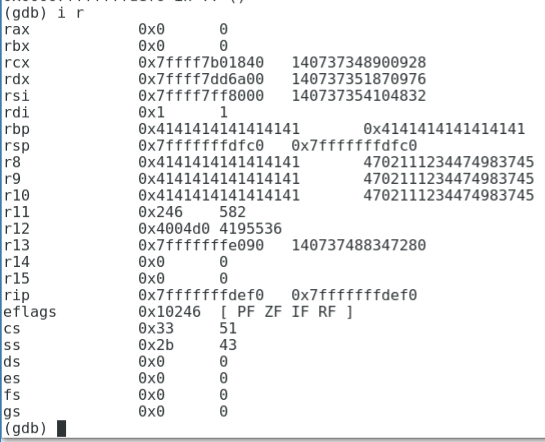 (gdb) i r
rax 0x0 0
rbx 0x0 0
rcx 0x7ffff7b01840 140737348900928
rdx 0x7ffff7dd6a00 140737351870976
rsi 0x7ffff7ff8000 140737354104832
rdi 0x1 1
rbp 0x4141414141414141 0x4141414141414141
rsp 0x7fffffffdfc0 0x7fffffffdfc0
r8 0x4141414141414141 4702111234474983745
r9 0x4141414141414141 4702111234474983745
r10 0x4141414141414141 4702111234474983745
r11 0x246 582
r12 0x4004d0 4195536
r13 0x7fffffffe090 140737488347280
r14 0x0 0
r15 0x0 0
rip 0x7fffffffdef0 0x7fffffffdef0
eflags 0x10246 [ PF ZF IF RF ]
cs 0x33 51
ss 0x2b 43
ds 0x0 0
es 0x0 0
fs 0x0 0
gs 0x0 0
(gdb)